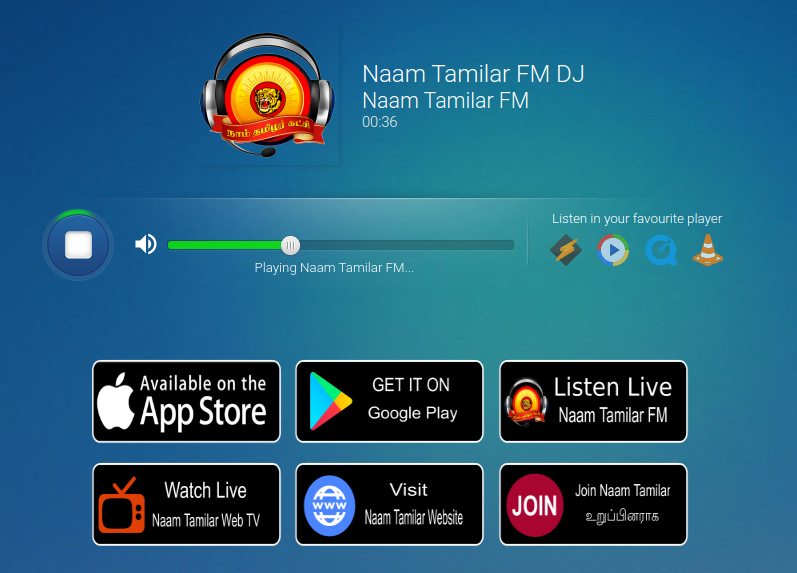 நாம் தமிழர் கட்சி
Naam Tamilar FM DJ
Naam Tamilar FM
00:36
Listen in your favourite player
Playing Naam Tamilar FM...
Available on the
App Store
GET IT ON
Google Play
Listen Live
Naam Tamilar FM
Watch Live
Naam Tamilar Web TV
www
Visit
Naam Tamilar Website
JOIN
Join Naam Tamilar
உறுப்பினராக